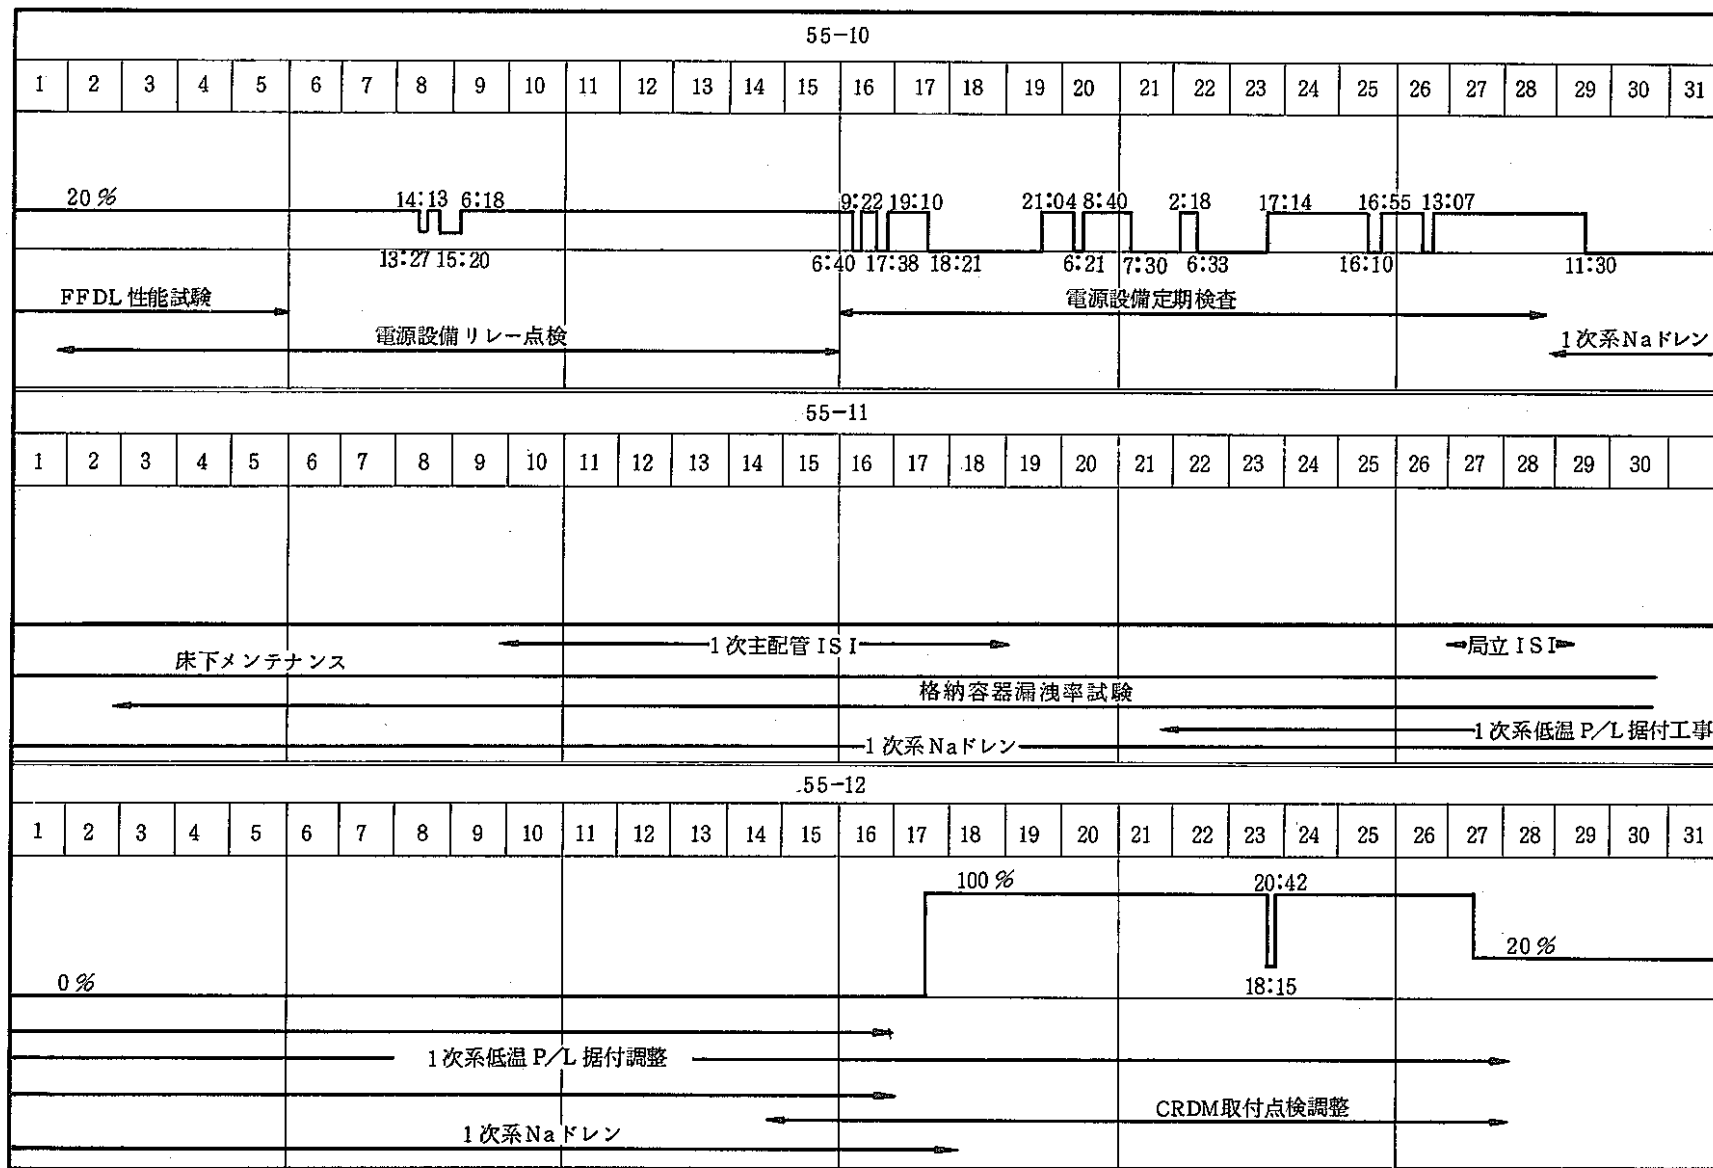 55-10
1 2 3 4 5 6 7 8 9 10 11 12 13 14 15 16 17 18 19 20 21 22 23 24 25 26 27 28 29 30 31
20% 14:13 6:18 9:22 19:10 21:04 8:40 2:18 17:14 16:55 13:07
13:27 15:20 6:40 17:38 18:21 6:21 7:30 6:33 16:10 11:30
FFDL 性能試験 電源設備定期検査
電源設備リレー点検 1次系Naドレン
55-11
1 2 3 4 5 6 7 8 9 10 11 12 13 14 15 16 17 18 19 20 21 22 23 24 25 26 27 28 29 30
1次主配管ISI 局立ISI
床下メンテナンス
格納容器漏洩率試験
1次系低温P/L据付工事
1次系Naドレン
55-12
1 2 3 4 5 6 7 8 9 10 11 12 13 14 15 16 17 18 19 20 21 22 23 24 25 26 27 28 29 30 31
100% 20:42
20%
0% 18:15
1次系低温P/L据付調整
CRDM取付点検調整
1次系Naドレン